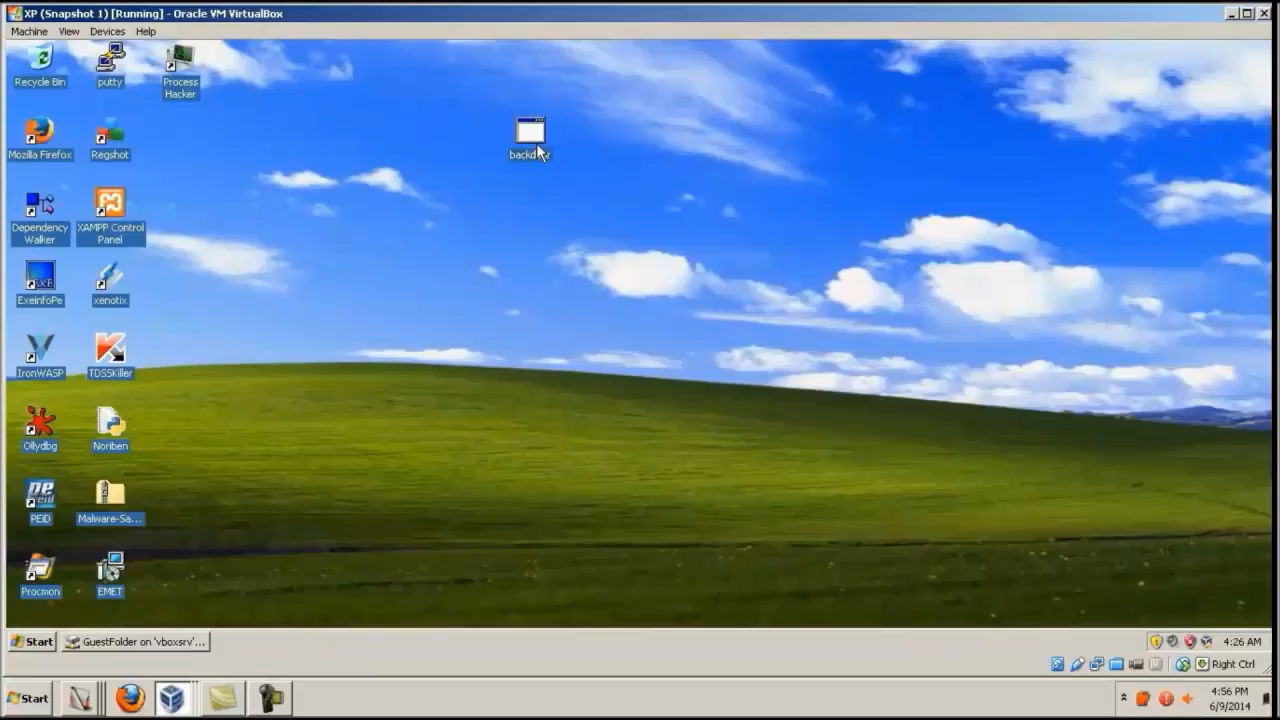 XP (Snapshot 1) [Running] - Oracle VM VirtualBox
Machine View Devices Help
Recycle Bin
putty
Process
Hacker
Mozilla Firefox
Regshot
Dependency
Walker
XAMPP Control
Panel
ExeinfoPe
xenotix
IronWASP
TDSSKiller
Ollydbg
Noriben
PEiD
Malware-Sa...
Procmon
EMET
Start
GuestFolder on 'vboxsrv'...
4:26 AM
Right Ctrl
Start
4:56 PM
6/9/2014